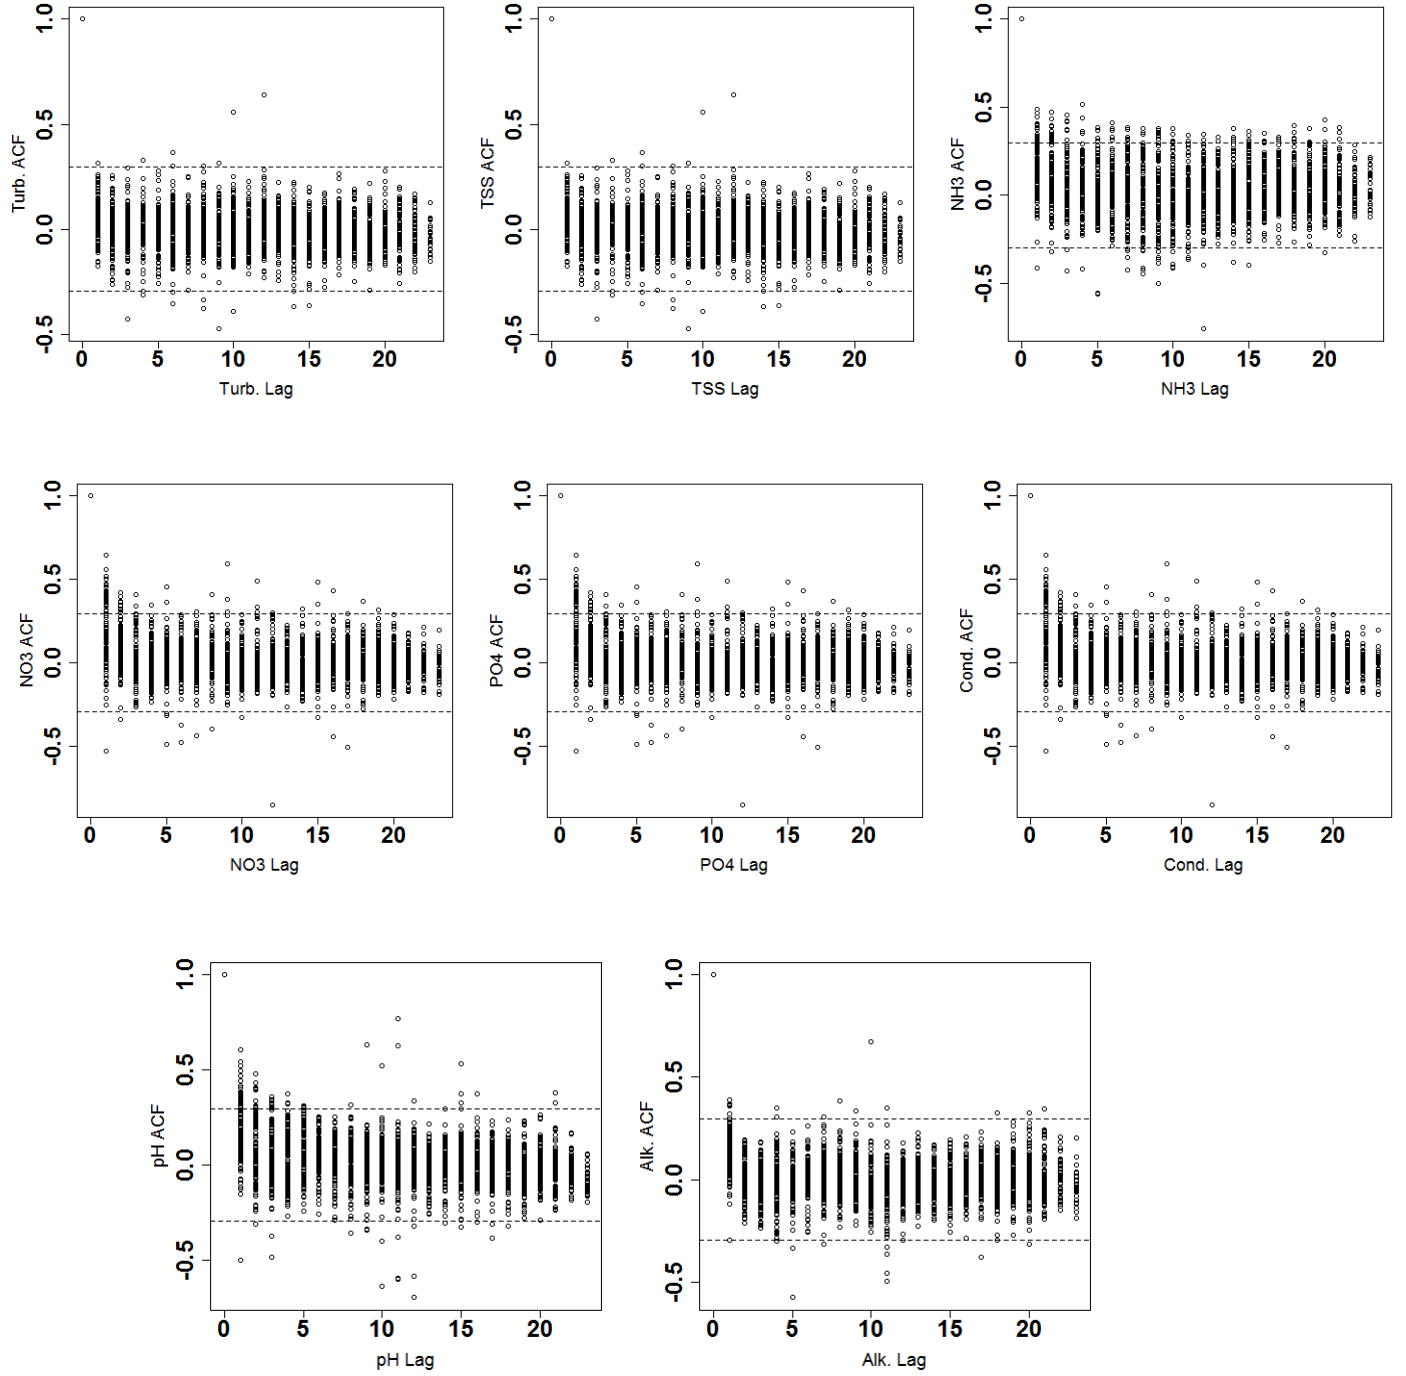 Turb. ACF
1.0
0.5
0.0
-0.5
0 5 10 15 20
Turb. Lag
TSS ACF
1.0
0.5
0.0
-0.5
0 5 10 15 20
TSS Lag
NH3 ACF
1.0
0.5
0.0
-0.5
0 5 10 15 20
NH3 Lag
NO3 ACF
1.0
0.5
0.0
-0.5
0 5 10 15 20
NO3 Lag
PO4 ACF
1.0
0.5
0.0
-0.5
0 5 10 15 20
PO4 Lag
Cond. ACF
1.0
0.5
0.0
-0.5
0 5 10 15 20
Cond. Lag
pH ACF
1.0
0.5
0.0
-0.5
0 5 10 15 20
pH Lag
Alk. ACF
1.0
0.5
0.0
-0.5
0 5 10 15 20
Alk. Lag